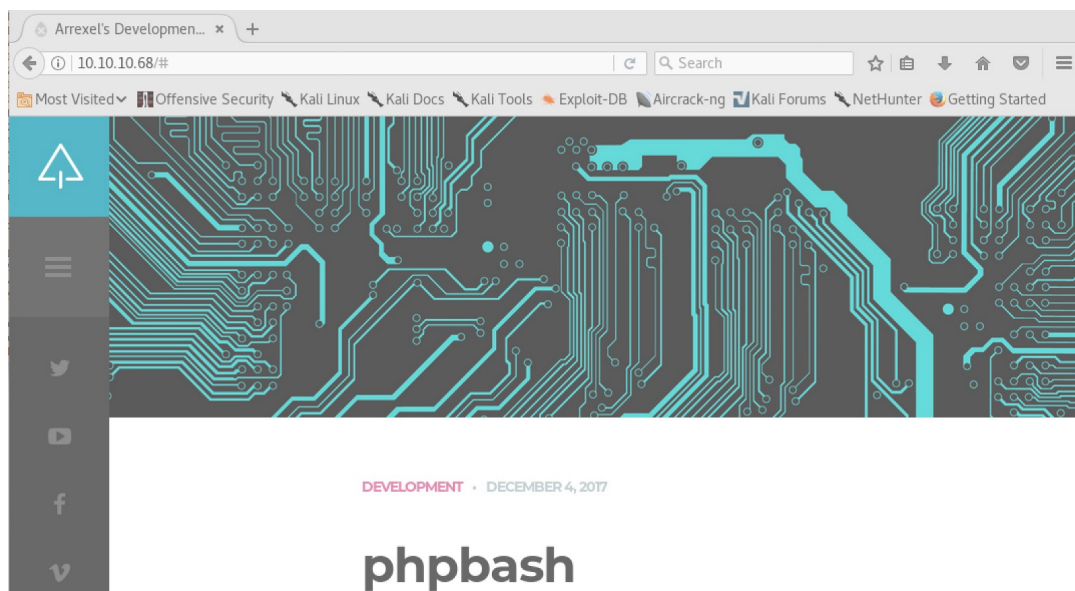 Arrexel's Developmen...
10.10.10.68/#
Search
Most Visited Offensive Security Kali Linux Kali Docs Kali Tools Exploit-DB Aircrack-ng Kali Forums NetHunter Getting Started
DEVELOPMENT • DECEMBER 4, 2017
phpbash